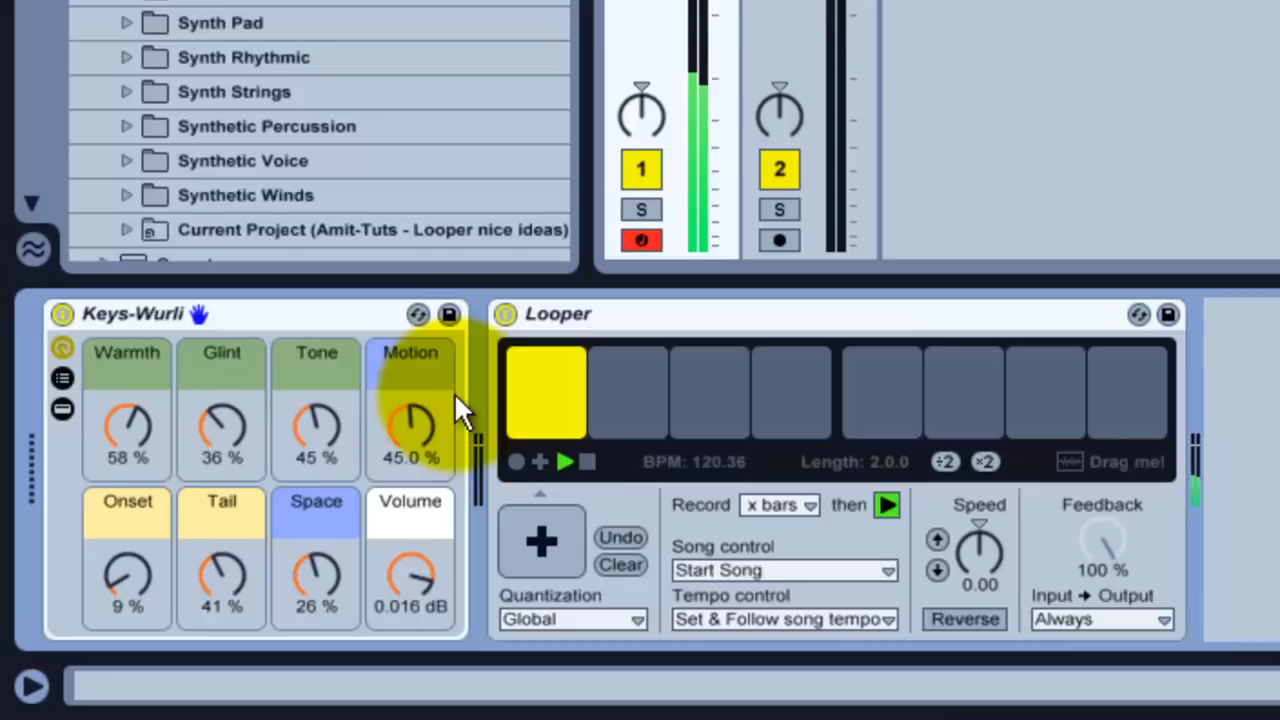 Synth Pad
Synth Rhythmic
Synth Strings
Synthetic Percussion
Synthetic Voice
Synthetic Winds
Current Project (Amit-Tuts - Looper nice ideas)
1
2
S
S
Keys-Wurli
Warmth Glint Tone Motion
58 % 36 % 45 % 45.0 %
Onset Tail Space Volume
9 % 41 % 26 % 0.016 dB
Looper
BPM: 120.36 Length: 2.0.0 ÷2 ×2 Drag me!
Record x bars then
Undo
Clear
Song control
Start Song
Quantization
Global
Tempo control
Set & Follow song tempo
Speed
0.00
Reverse
Feedback
100 %
Input → Output
Always